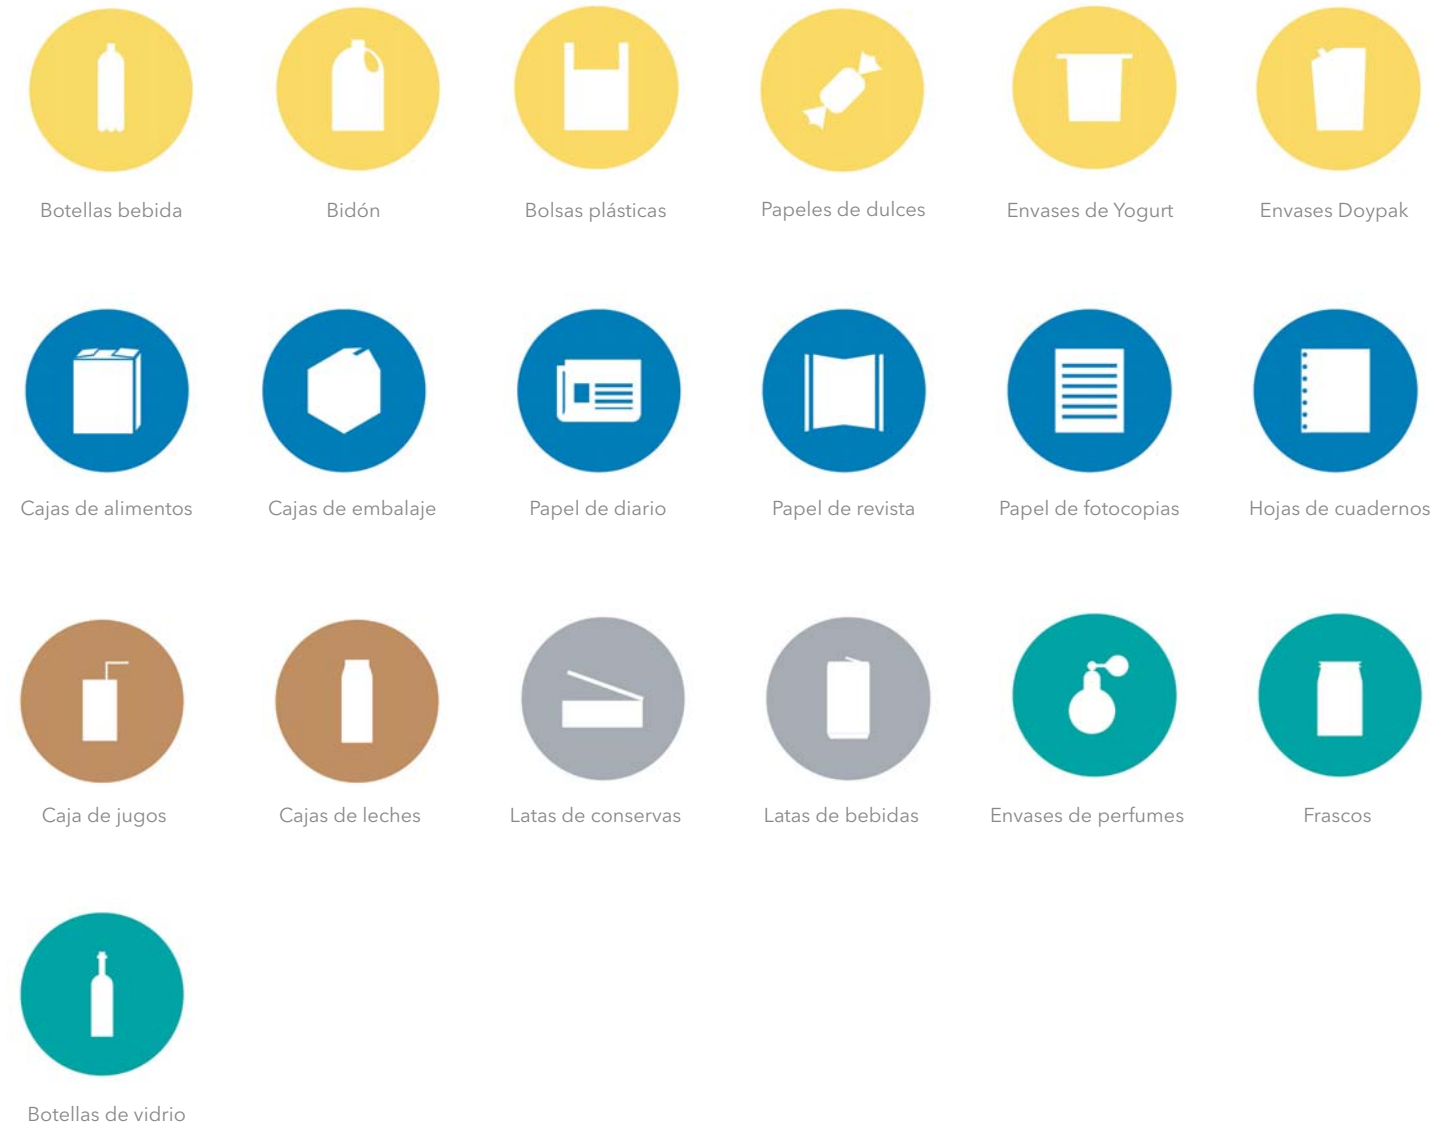 Botellas bebida
Bidón
Bolsas plásticas
Papeles de dulces
Envases de Yogurt
Envases Doypak
Cajas de alimentos
Cajas de embalaje
Papel de diario
Papel de revista
Papel de fotocopias
Hojas de cuadernos
Caja de jugos
Cajas de leches
Latas de conservas
Latas de bebidas
Envases de perfumes
Frascos
Botellas de vidrio